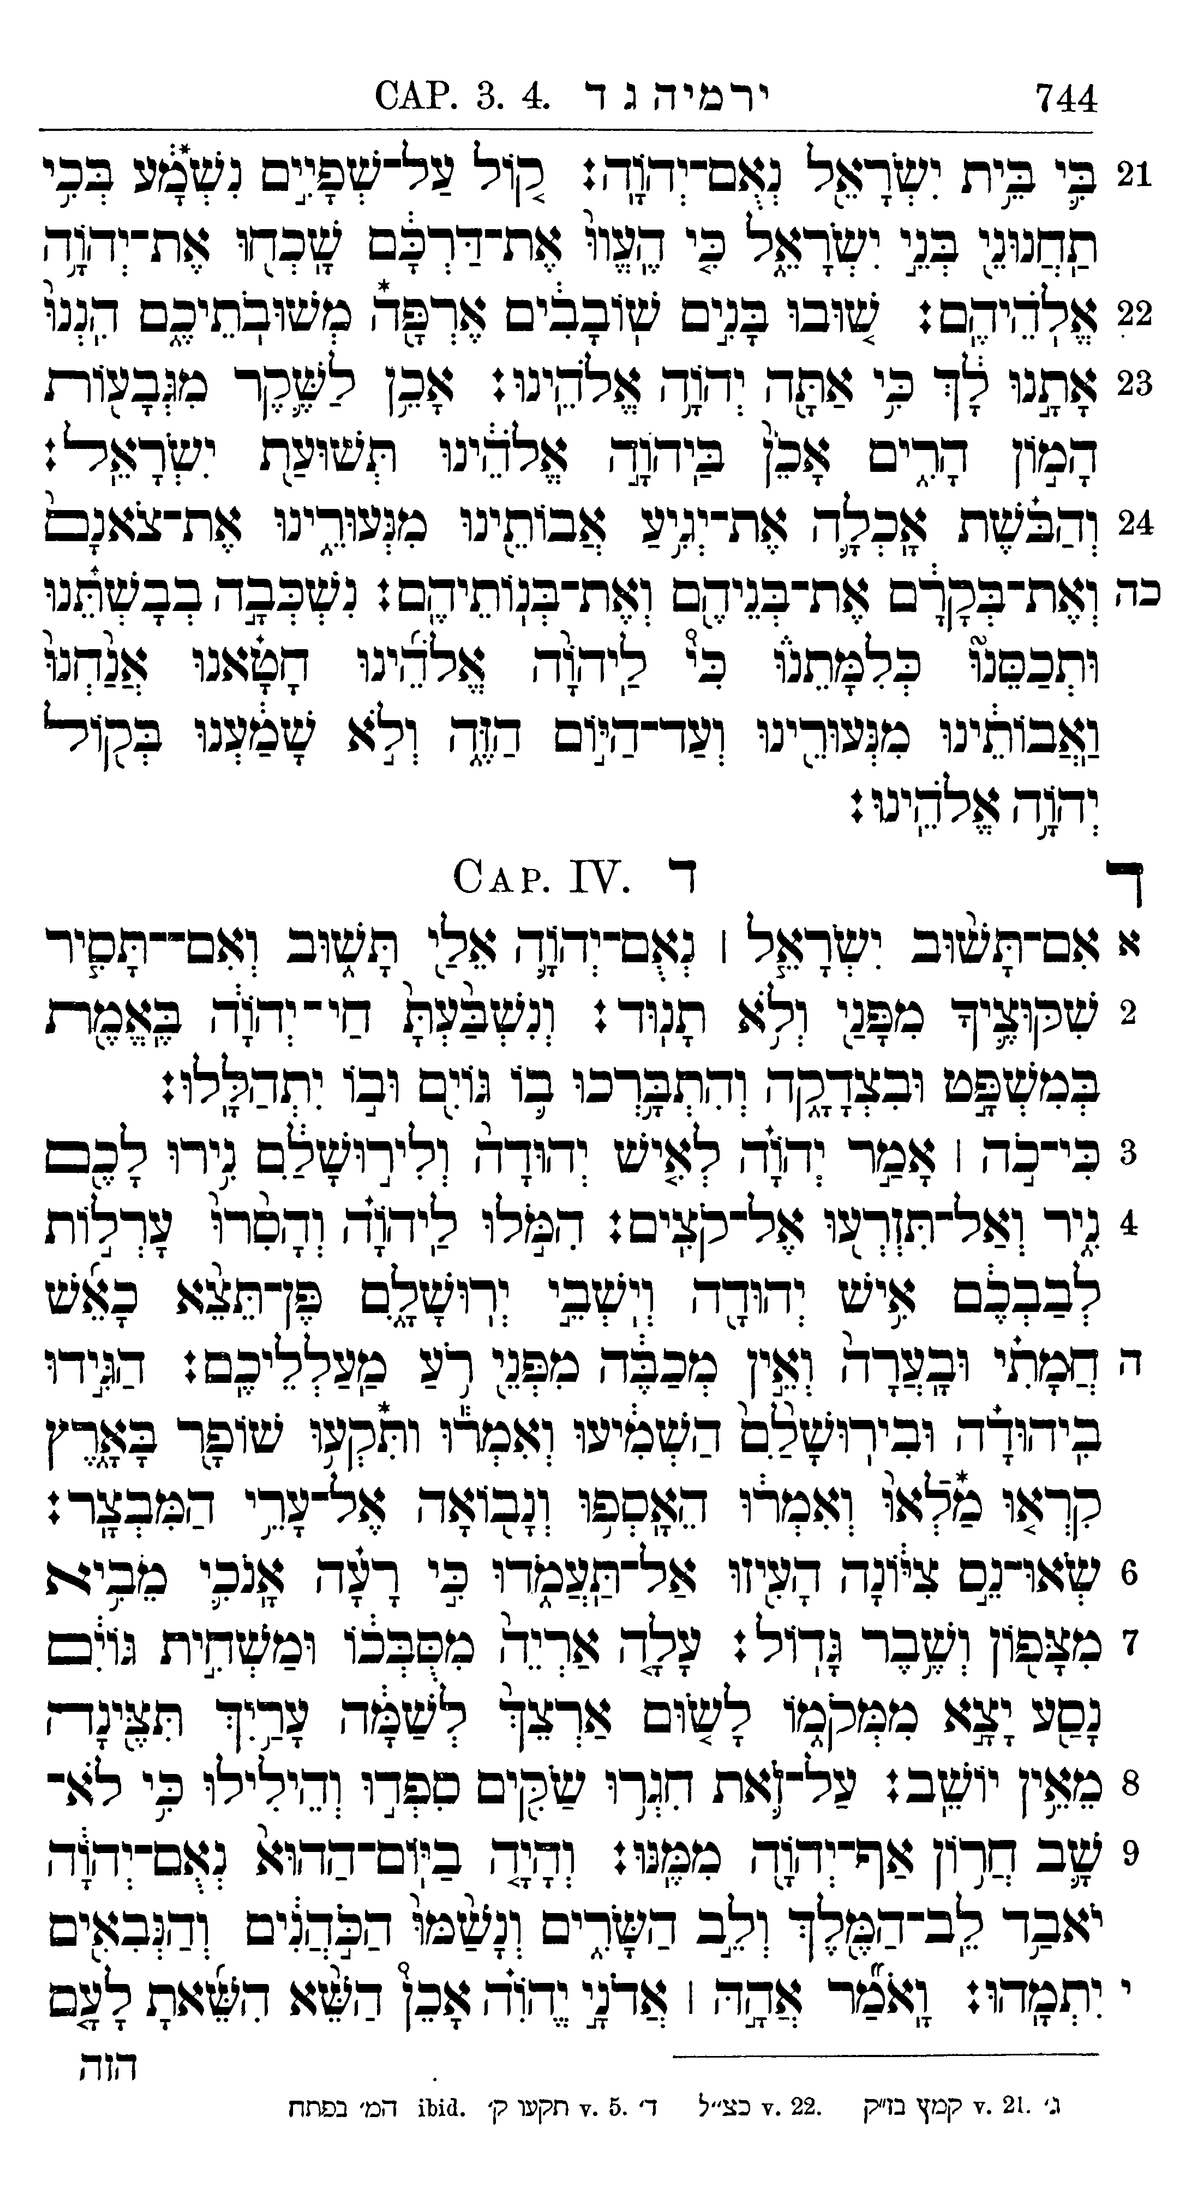 CAP. 3. 4. ירמיה ג ד 744
21 בִּ֛י בֵּ֥ית יִשְׂרָאֵ֖ל נְאֻם־יְהוָֹֽה׃ ק֚וֹל עַל־שְׁפָיִ֣ים נִשְׁמָ֔ע בְּכִ֥י
תַחֲנוּנֵ֖י בְּנֵ֣י יִשְׂרָאֵ֑ל כִּ֤י הֶֽעֱווּ֙ אֶת־דַּרְכָּ֔ם שָׁכְח֖וּ אֶת־יְהוָֹ֥ה
22 אֱלֹהֵיהֶֽם׃ שׁ֚וּבוּ בָּנִ֣ים שֽׁוֹבָבִ֔ים אֶרְפָּ֖ה מְשׁוּבֹֽתֵיכֶ֑ם הִֽנְנוּ֙
23 אָתָ֣נוּ לָ֔ךְ כִּ֥י אַתָּ֖ה יְהוָֹ֥ה אֱלֹהֵֽינוּ׃ אָכֵ֥ן לַשֶּׁ֛קֶר מִגְּבָע֖וֹת
הָמ֣וֹן הָרִ֑ים אָכֵן֙ בַּֽיהוָֹ֣ה אֱלֹהֵ֔ינוּ תְּשׁוּעַ֖ת יִשְׂרָאֵֽל׃
24 וְהַבֹּ֗שֶׁת אָֽכְלָ֛ה אֶת־יְגִ֥יעַ אֲבוֹתֵ֖ינוּ מִנְּעוּרֵ֑ינוּ אֶת־צֹאנָם֙
כה וְאֶת־בְּקָרָ֔ם אֶת־בְּנֵיהֶ֖ם וְאֶת־בְּנֽוֹתֵיהֶֽם׃ נִשְׁכְּבָ֣ה בְבָשְׁתֵּ֗נוּ
וּתְכַסֵּנוּ֮ כְּלִמָּתֵנוּ֒ כִּי֩ לַֽיהוָֹ֨ה אֱלֹהֵ֜ינוּ חָטָ֗אנוּ אֲנַ֙חְנוּ֙
וַֽאֲבוֹתֵ֔ינוּ מִנְּעוּרֵ֖ינוּ וְעַד־הַיּ֣וֹם הַזֶּ֑ה וְלֹ֣א שָׁמַ֔עְנוּ בְּק֖וֹל
יְהוָֹ֥ה אֱלֹהֵֽינוּ׃
ד CAP. IV. ד
א אִם־תָּשׁ֨וּב יִשְׂרָאֵ֧ל ׀ נְאֻם־יְהוָֹ֛ה אֵלַ֖י תָּשׁ֑וּב וְאִם־תָּסִ֧יר
2 שִׁקּוּצֶ֛יךָ מִפָּנַ֖י וְלֹ֥א תָנֽוּד׃ וְנִשְׁבַּ֙עְתָּ֙ חַי־יְהוָֹ֔ה בֶּֽאֱמֶ֖ת
בְּמִשְׁפָּ֣ט וּבִצְדָקָ֑ה וְהִתְבָּ֥רְכוּ ב֛וֹ גּוֹיִ֖ם וּב֥וֹ יִתְהַלָּֽלוּ׃
3 כִּי־כֹ֣ה ׀ אָמַ֣ר יְהוָֹ֗ה לְאִ֤ישׁ יְהוּדָה֙ וְלִיר֣וּשָׁלַ֔͏ִם נִ֥ירוּ לָכֶ֖ם
4 נִ֑יר וְאַֽל־תִּזְרְע֖וּ אֶל־קֹצִֽים׃ הִמֹּ֣לוּ לַֽיהוָֹ֗ה וְהָסִ֙רוּ֙ עָרְל֣וֹת
לְבַבְכֶ֔ם אִ֥ישׁ יְהוּדָ֖ה וְיֹֽשְׁבֵ֣י יְרֽוּשָׁלָ֑͏ִם פֶּן־תֵּצֵ֨א כָאֵ֜שׁ
ה חֲמָתִ֗י וּבָֽעֲרָה֙ וְאֵ֣ין מְכַבֶּ֔ה מִפְּנֵ֖י רֹ֥עַ מַֽעַלְלֵיכֶֽם׃ הַגִּ֣ידוּ
בִֽיהוּדָ֗ה וּבִירֽוּשָׁלַ֙͏ִם֙ הַשְׁמִ֔יעוּ וְאִמְר֕וּ ותִּקְע֥וּ שׁוֹפָ֖ר בָּאָ֑רֶץ
קִרְא֤וּ מַֽלְאוּ֙ וְאִמְר֔וּ הֵאָֽסְפ֥וּ וְנָב֖וֹאָה אֶל־עָרֵ֥י הַמִּבְצָֽר׃
6 שְׂאוּ־נֵ֣ס צִיּ֔וֹנָה הָעִ֖יזוּ אַֽל־תַּֽעֲמֹ֑דוּ כִּ֣י רָעָ֗ה אָֽנֹכִ֛י מֵבִ֥יא
7 מִצָּפ֖וֹן וְשֶׁ֥בֶר גָּדֽוֹל׃ עָלָ֤ה אַרְיֵה֙ מִסֻּבְּכ֔וֹ וּמַשְׁחִ֣ית גּוֹיִ֔ם
נָסַ֖ע יָצָ֣א מִמְּקֹמ֑וֹ לָשׂ֤וּם אַרְצֵךְ֙ לְשַׁמָּ֔ה עָרַ֥יִךְ תִּצֶּ֖ינָה
8 מֵאֵ֥ין יוֹשֵֽׁב׃ עַל־זֹ֛את חִגְר֥וּ שַׂקִּ֖ים סִפְד֣וּ וְהֵילִ֑ילוּ כִּ֥י לֹא־
9 שָׁ֛ב חֲר֥וֹן אַף־יְהוָֹ֖ה מִמֶּֽנּוּ׃ וְהָיָ֤ה בַיּוֹם־הַהוּא֙ נְאֻם־יְהוָֹ֔ה
יֹאבַ֥ד לֵב־הַמֶּ֖לֶךְ וְלֵ֣ב הַשָּׂרִ֑ים וְנָשַׁ֙מּוּ֙ הַכֹּ֣הֲנִ֔ים וְהַנְּבִאִ֖ים
י יִתְמָֽהוּ׃ וָֽאֹמַ֞ר אֲהָ֣הּ ׀ אֲדֹנָ֣י יֱהוִֹ֗ה אָכֵן֩ הַשֵּׁ֨א הִשֵּׁ֜אתָ לָעָ֤ם
הזה
ג׳ v. 21. קמץ בז״ק v. 22. כצ״ל v. 5. ד׳ תקעו ק׳ ibid. המ׳ בפתח